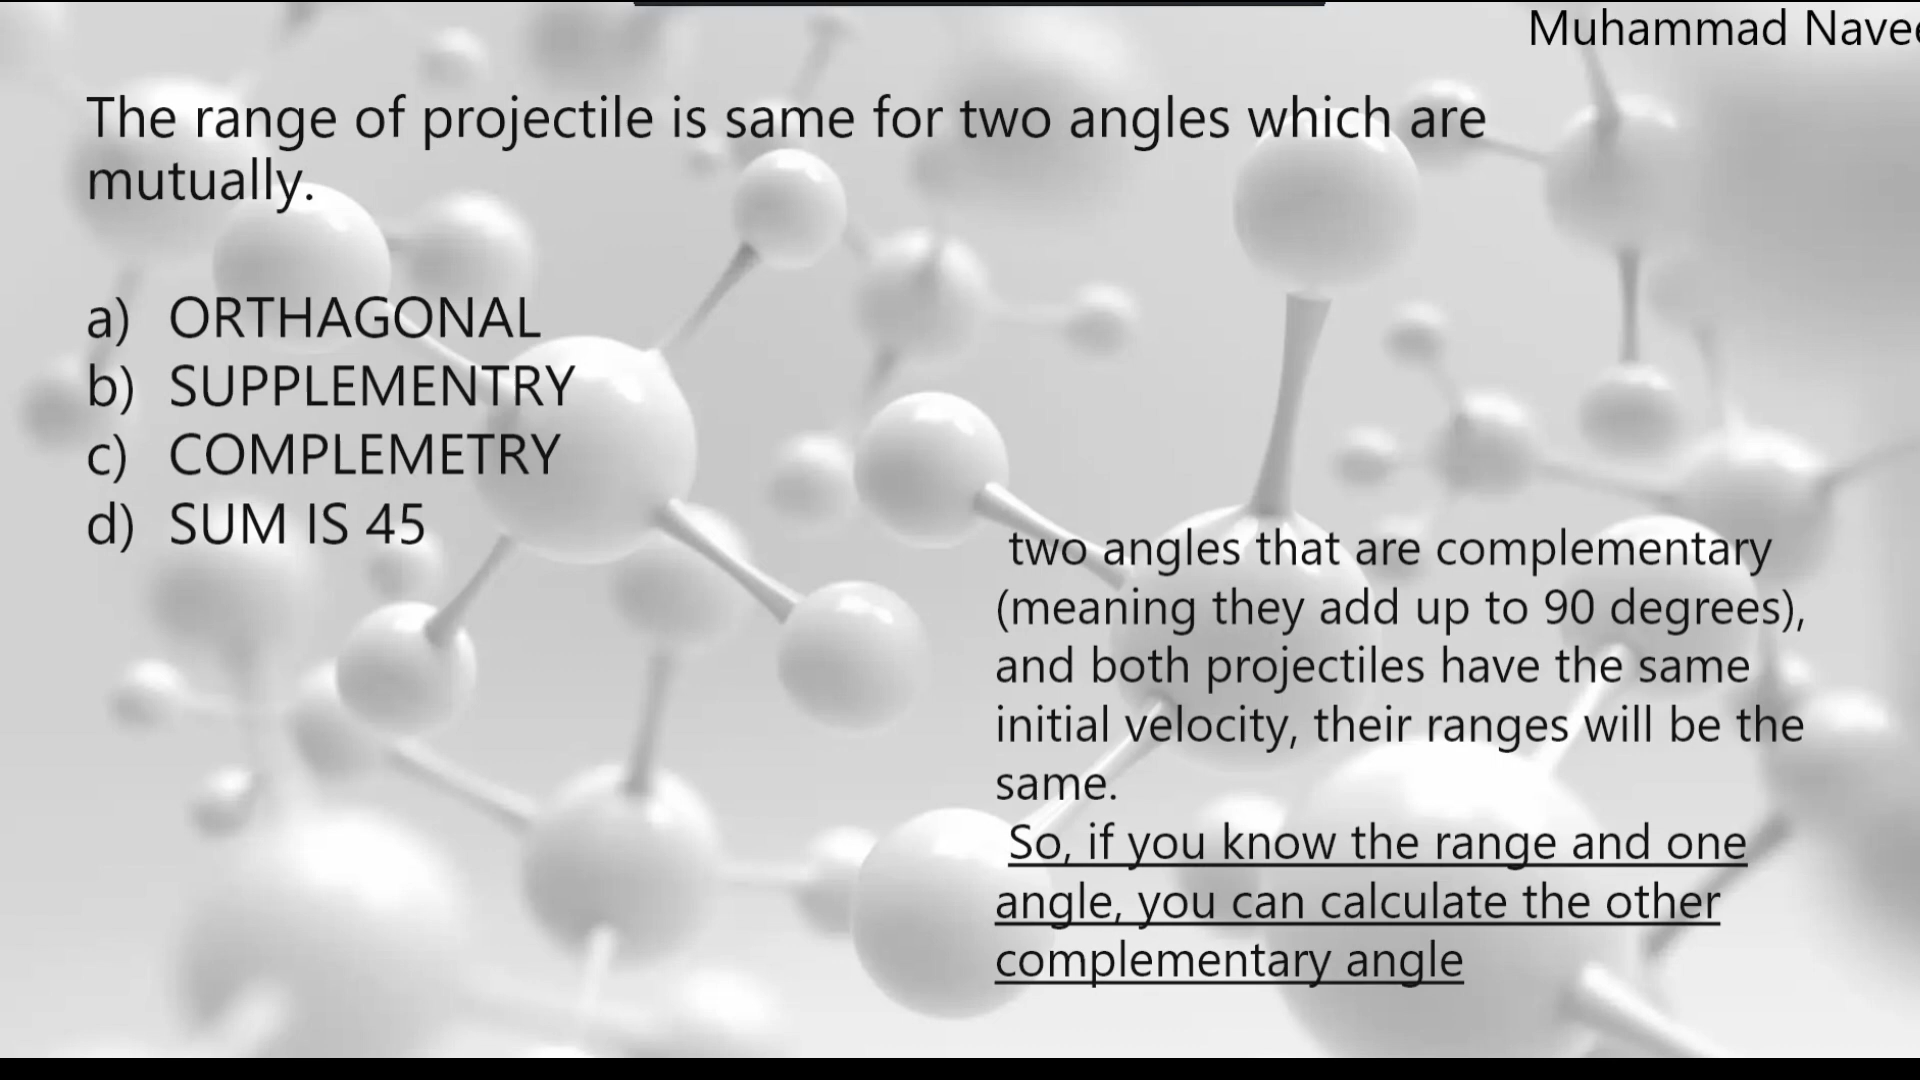 Muhammad Navee
The range of projectile is same for two angles which are
mutually.
a) ORTHAGONAL
b) SUPPLEMENTRY
c) COMPLEMETRY
d) SUM IS 45
two angles that are complementary
(meaning they add up to 90 degrees),
and both projectiles have the same
initial velocity, their ranges will be the
same.
So, if you know the range and one
angle, you can calculate the other
complementary angle